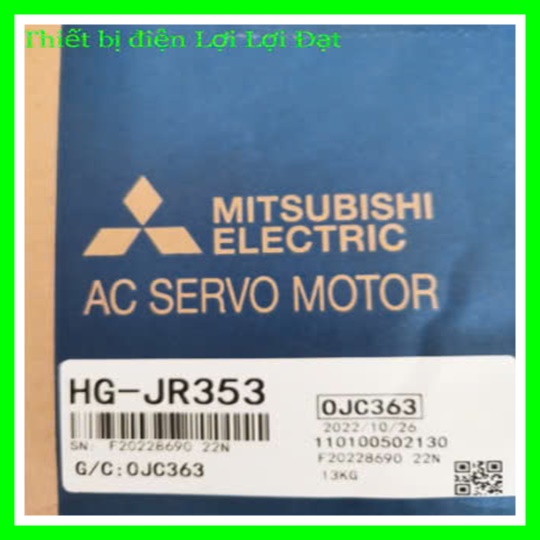 Thiết bị điện Lợi Lợi Đạt
MITSUBISHI
ELECTRIC
AC SERVO MOTOR
HG-JR353
0JC363
2022/10/26
110100502130
SN: F20228690 22N
F20228690 22N
G/C:0JC363
13KG